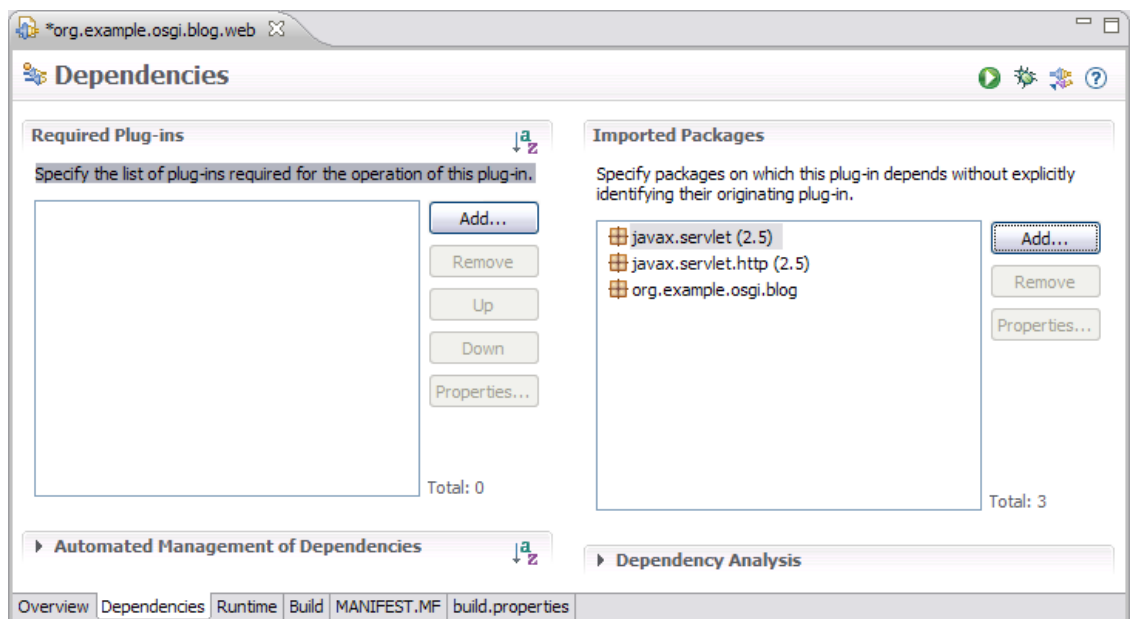 *org.example.osgi.blog.web
Dependencies
Required Plug-ins
Specify the list of plug-ins required for the operation of this plug-in.
Add...
Remove
Up
Down
Properties...
Total: 0
Automated Management of Dependencies
Imported Packages
Specify packages on which this plug-in depends without explicitly
identifying their originating plug-in.
javax.servlet (2.5)
javax.servlet.http (2.5)
org.example.osgi.blog
Add...
Remove
Properties...
Total: 3
Dependency Analysis
Overview Dependencies Runtime Build MANIFEST.MF build.properties